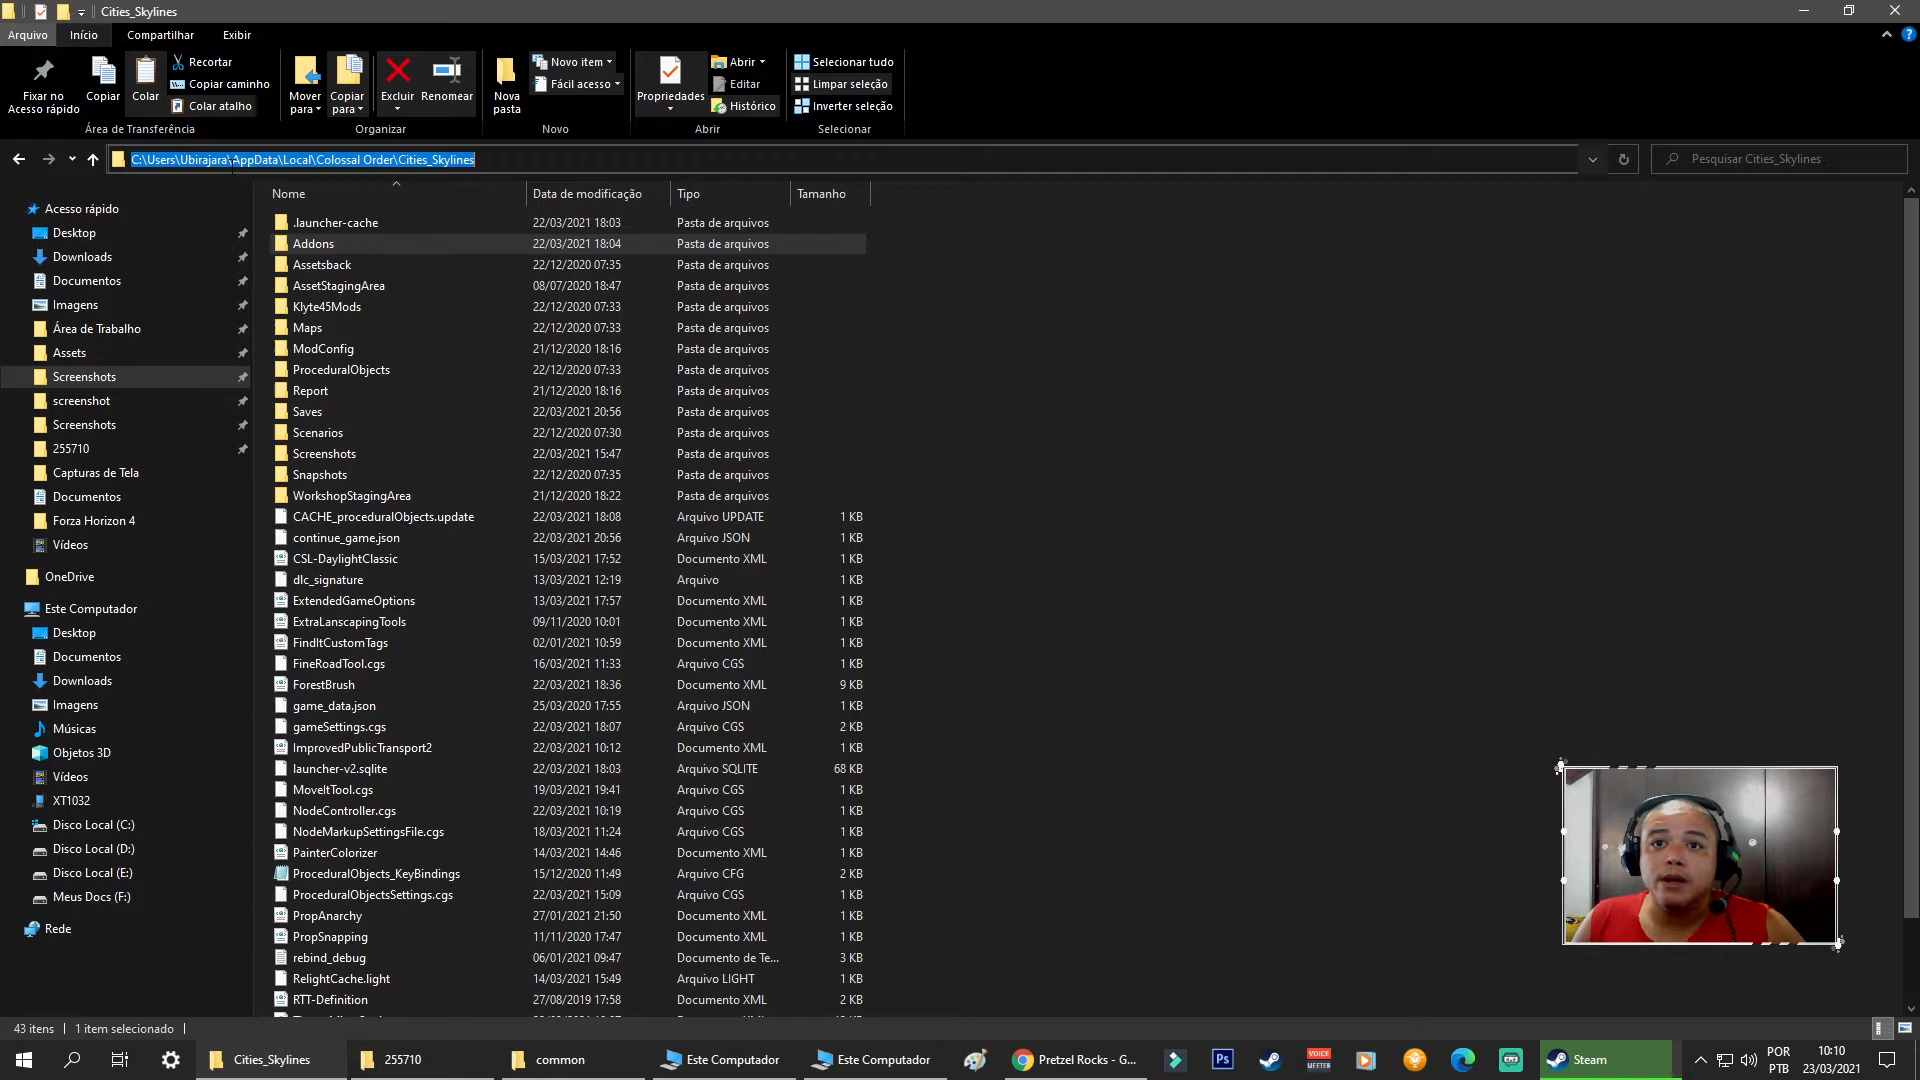 Cities_Skylines
Arquivo Início Compartilhar Exibir
Fixar no Acesso rápido
Copiar
Colar
Recortar
Copiar caminho
Colar atalho
Área de Transferência
Mover para
Copiar para
Excluir
Renomear
Organizar
Nova pasta
Novo item
Fácil acesso
Novo
Propriedades
Abrir
Editar
Histórico
Abrir
Selecionar tudo
Limpar seleção
Inverter seleção
Selecionar
C:\Users\Ubirajara\AppData\Local\Colossal Order\Cities_Skylines
Pesquisar Cities_Skylines
Acesso rápido
Desktop
Downloads
Documentos
Imagens
Área de Trabalho
Assets
Screenshots
screenshot
Screenshots
255710
Capturas de Tela
Documentos
Forza Horizon 4
Vídeos
OneDrive
Este Computador
Desktop
Documentos
Downloads
Imagens
Músicas
Objetos 3D
Vídeos
XT1032
Disco Local (C:)
Disco Local (D:)
Disco Local (E:)
Meus Docs (F:)
Rede
Nome Data de modificação Tipo Tamanho
.launcher-cache 22/03/2021 18:03 Pasta de arquivos
Addons 22/03/2021 18:04 Pasta de arquivos
Assetsback 22/12/2020 07:35 Pasta de arquivos
AssetStagingArea 08/07/2020 18:47 Pasta de arquivos
Klyte45Mods 22/12/2020 07:33 Pasta de arquivos
Maps 22/12/2020 07:33 Pasta de arquivos
ModConfig 21/12/2020 18:16 Pasta de arquivos
ProceduralObjects 22/12/2020 07:33 Pasta de arquivos
Report 21/12/2020 18:16 Pasta de arquivos
Saves 22/03/2021 20:56 Pasta de arquivos
Scenarios 22/12/2020 07:30 Pasta de arquivos
Screenshots 22/03/2021 15:47 Pasta de arquivos
Snapshots 22/12/2020 07:35 Pasta de arquivos
WorkshopStagingArea 21/12/2020 18:22 Pasta de arquivos
CACHE_proceduralObjects.update 22/03/2021 18:08 Arquivo UPDATE 1 KB
continue_game.json 22/03/2021 20:56 Arquivo JSON 1 KB
CSL-DaylightClassic 15/03/2021 17:52 Documento XML 1 KB
dlc_signature 13/03/2021 12:19 Arquivo 1 KB
ExtendedGameOptions 13/03/2021 17:57 Documento XML 1 KB
ExtraLanscapingTools 09/11/2020 10:01 Documento XML 1 KB
FindItCustomTags 02/01/2021 10:59 Documento XML 1 KB
FineRoadTool.cgs 16/03/2021 11:33 Arquivo CGS 1 KB
ForestBrush 22/03/2021 18:36 Documento XML 9 KB
game_data.json 25/03/2020 17:55 Arquivo JSON 1 KB
gameSettings.cgs 22/03/2021 18:07 Arquivo CGS 2 KB
ImprovedPublicTransport2 22/03/2021 10:12 Documento XML 1 KB
launcher-v2.sqlite 22/03/2021 18:03 Arquivo SQLITE 68 KB
MoveItTool.cgs 19/03/2021 19:41 Arquivo CGS 1 KB
NodeController.cgs 22/03/2021 10:19 Arquivo CGS 1 KB
NodeMarkupSettingsFile.cgs 18/03/2021 11:24 Arquivo CGS 1 KB
PainterColorizer 14/03/2021 14:46 Documento XML 1 KB
ProceduralObjects_KeyBindings 15/12/2020 11:49 Arquivo CFG 2 KB
ProceduralObjectsSettings.cgs 22/03/2021 15:09 Arquivo CGS 1 KB
PropAnarchy 27/01/2021 21:50 Documento XML 1 KB
PropSnapping 11/11/2020 17:47 Documento XML 1 KB
rebind_debug 06/01/2021 09:47 Documento de Te... 3 KB
RelightCache.light 14/03/2021 15:49 Arquivo LIGHT 1 KB
RTT-Definition 27/08/2019 17:58 Documento XML 2 KB
43 itens 1 item selecionado
Cities_Skylines
255710
common
Este Computador
Este Computador
Pretzel Rocks - G...
Ps
VOICE MEETER
Steam
POR
PTB
10:10
23/03/2021